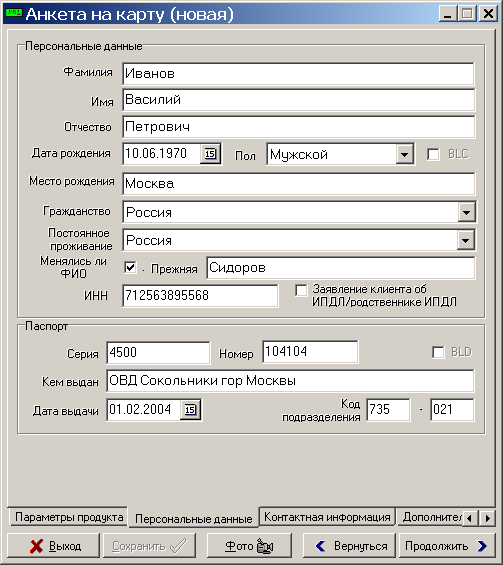 Анкета на карту (новая)
Персональные данные
Фамилия Иванов
Имя Василий
Отчество Петрович
Дата рождения 10.06.1970 15 Пол Мужской BLC
Место рождения Москва
Гражданство Россия
Постоянное проживание Россия
Менялись ли ФИО . Прежняя Сидоров
ИНН 712563895568 Заявление клиента об ИПДЛ/родственнике ИПДЛ
Паспорт
Серия 4500 Номер 104104 BLD
Кем выдан ОВД Сокольники гор Москвы
Дата выдачи 01.02.2004 15 Код подразделения 735 - 021
Параметры продукта Персональные данные Контактная информация Дополнител
Выход Сохранить Фото Вернуться Продолжить